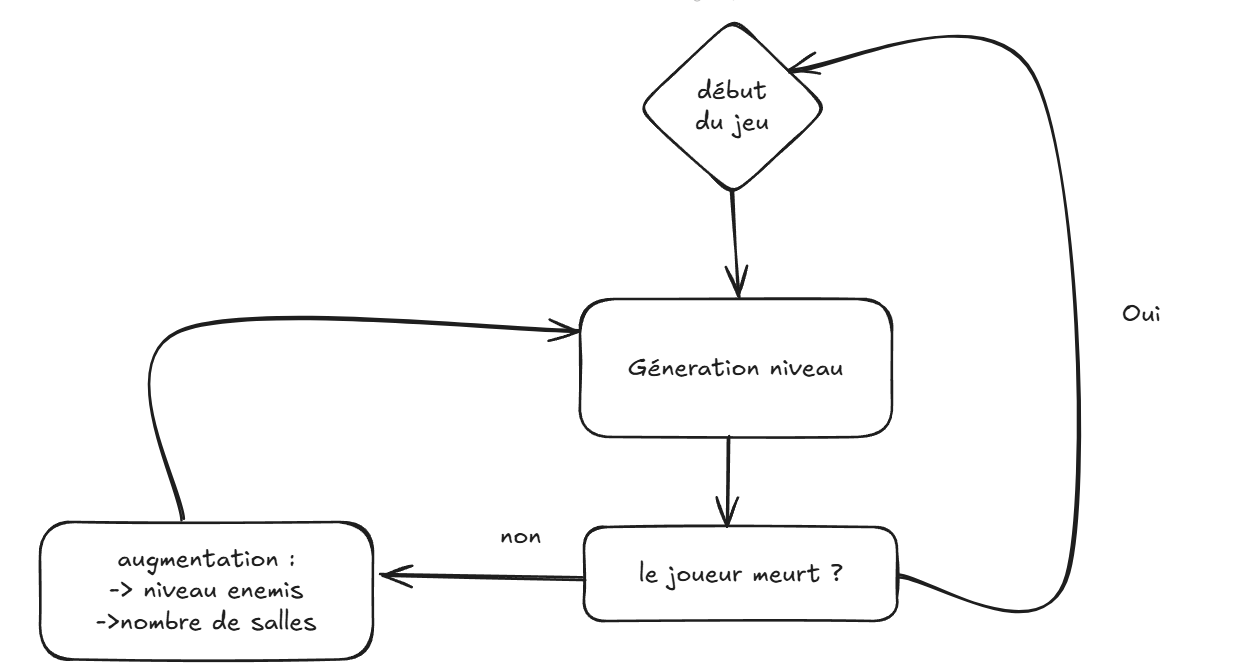 début
du jeu
Oui
Géneration niveau
non
le joueur meurt ?
augmentation :
-> niveau enemis
->nombre de salles